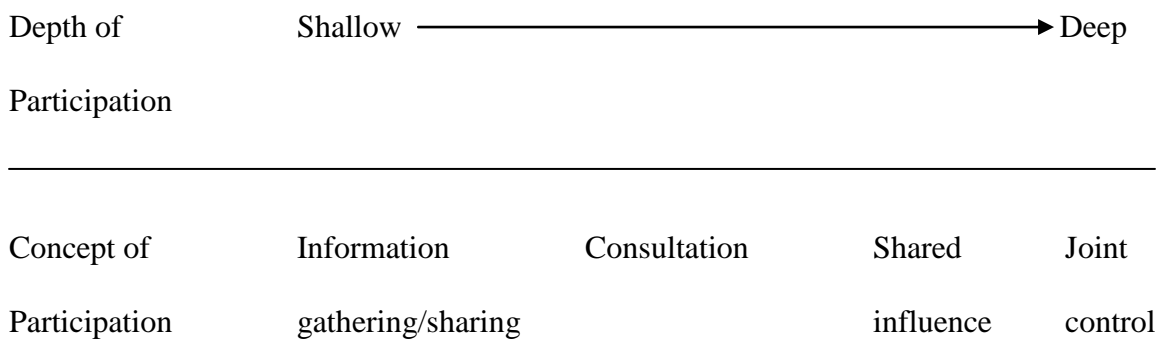 Depth of Shallow Deep
Participation
Concept of Information Consultation Shared Joint
Participation gathering/sharing influence control